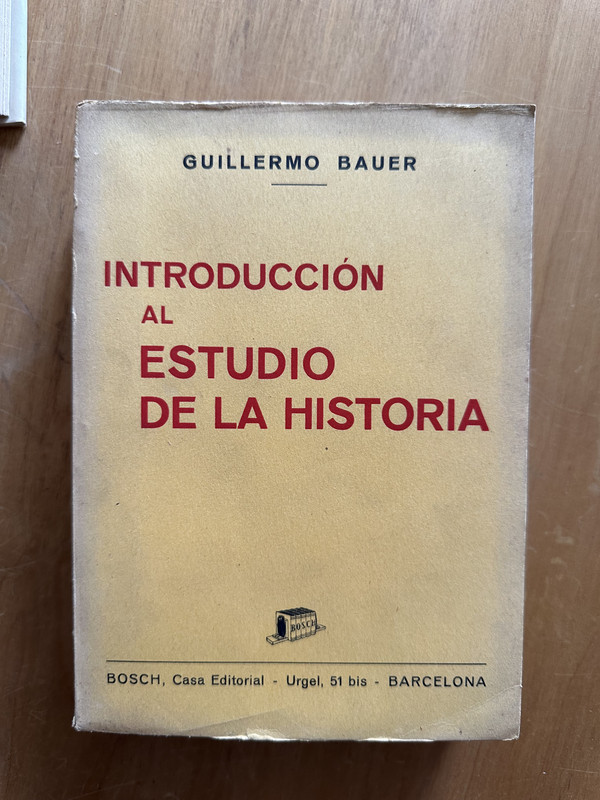 GUILLERMO BAUER
INTRODUCCIÓN
AL
ESTUDIO
DE LA HISTORIA
BOSCH
BOSCH, Casa Editorial - Urgel, 51 bis - BARCELONA